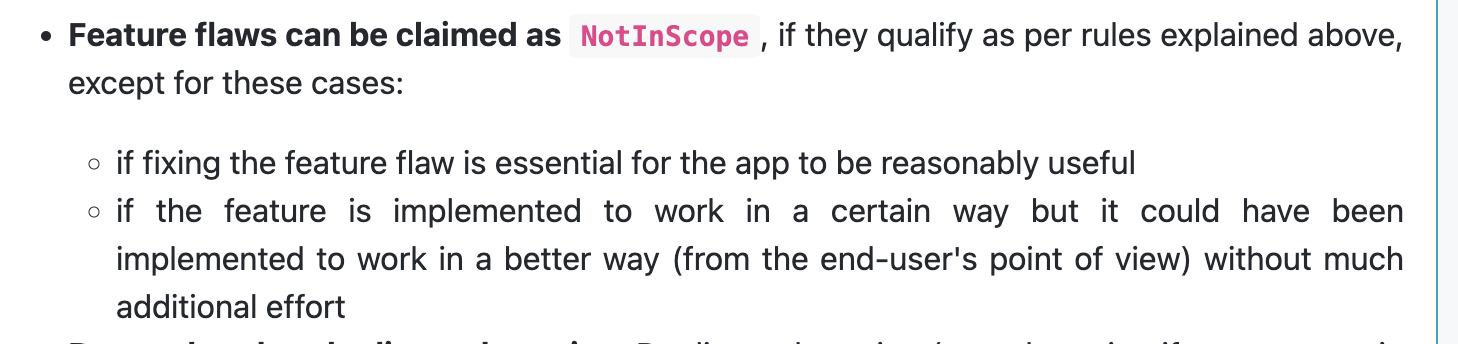 • Feature flaws can be claimed as NotInScope , if they qualify as per rules explained above,
except for these cases:
◦ if fixing the feature flaw is essential for the app to be reasonably useful
◦ if the feature is implemented to work in a certain way but it could have been
implemented to work in a better way (from the end-user's point of view) without much
additional effort